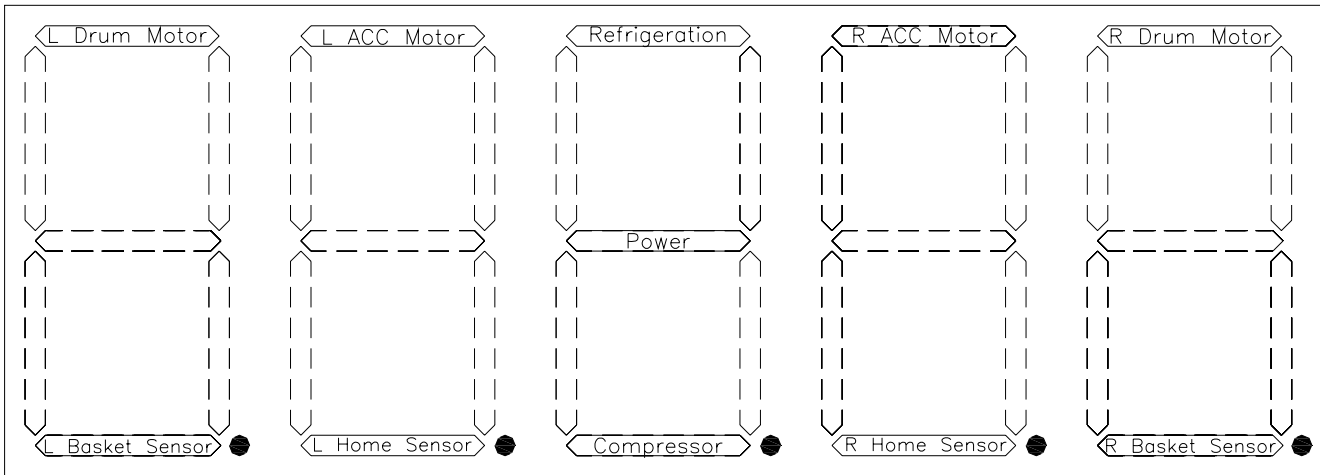 L Drum Motor
L ACC Motor
Refrigeration
R ACC Motor
R Drum Motor
Power
L Basket Sensor
L Home Sensor
Compressor
R Home Sensor
R Basket Sensor